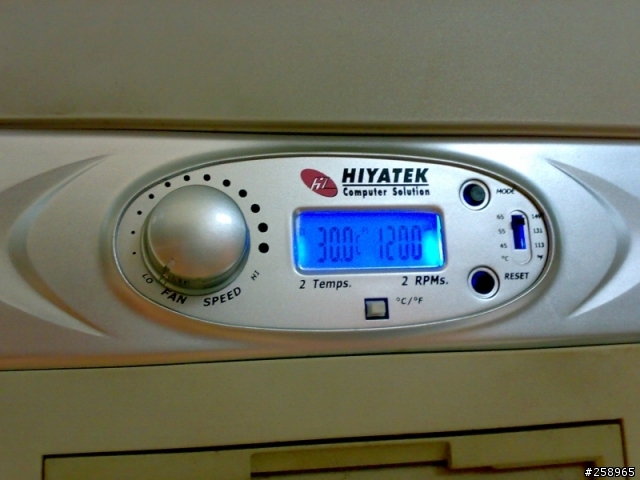 Hi
HIYATEK
Computer Solution
MODE
65 149
55 131
45 113
°C °F
30.0°C 1200
RESET
2 Temps. 2 RPMs.
LO HI
FAN SPEED
°C/°F
#258965